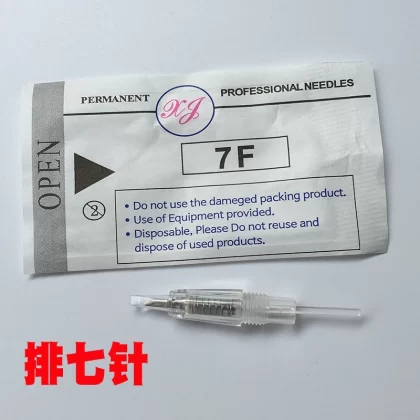 PERMANENT XJ PROFESSIONAL NEEDLES
OPEN
7F
2
• Do not use the dameged packing product.
• Use of Equipment provided.
• Disposable, Please Do not reuse and
dispose of used products.
排七针